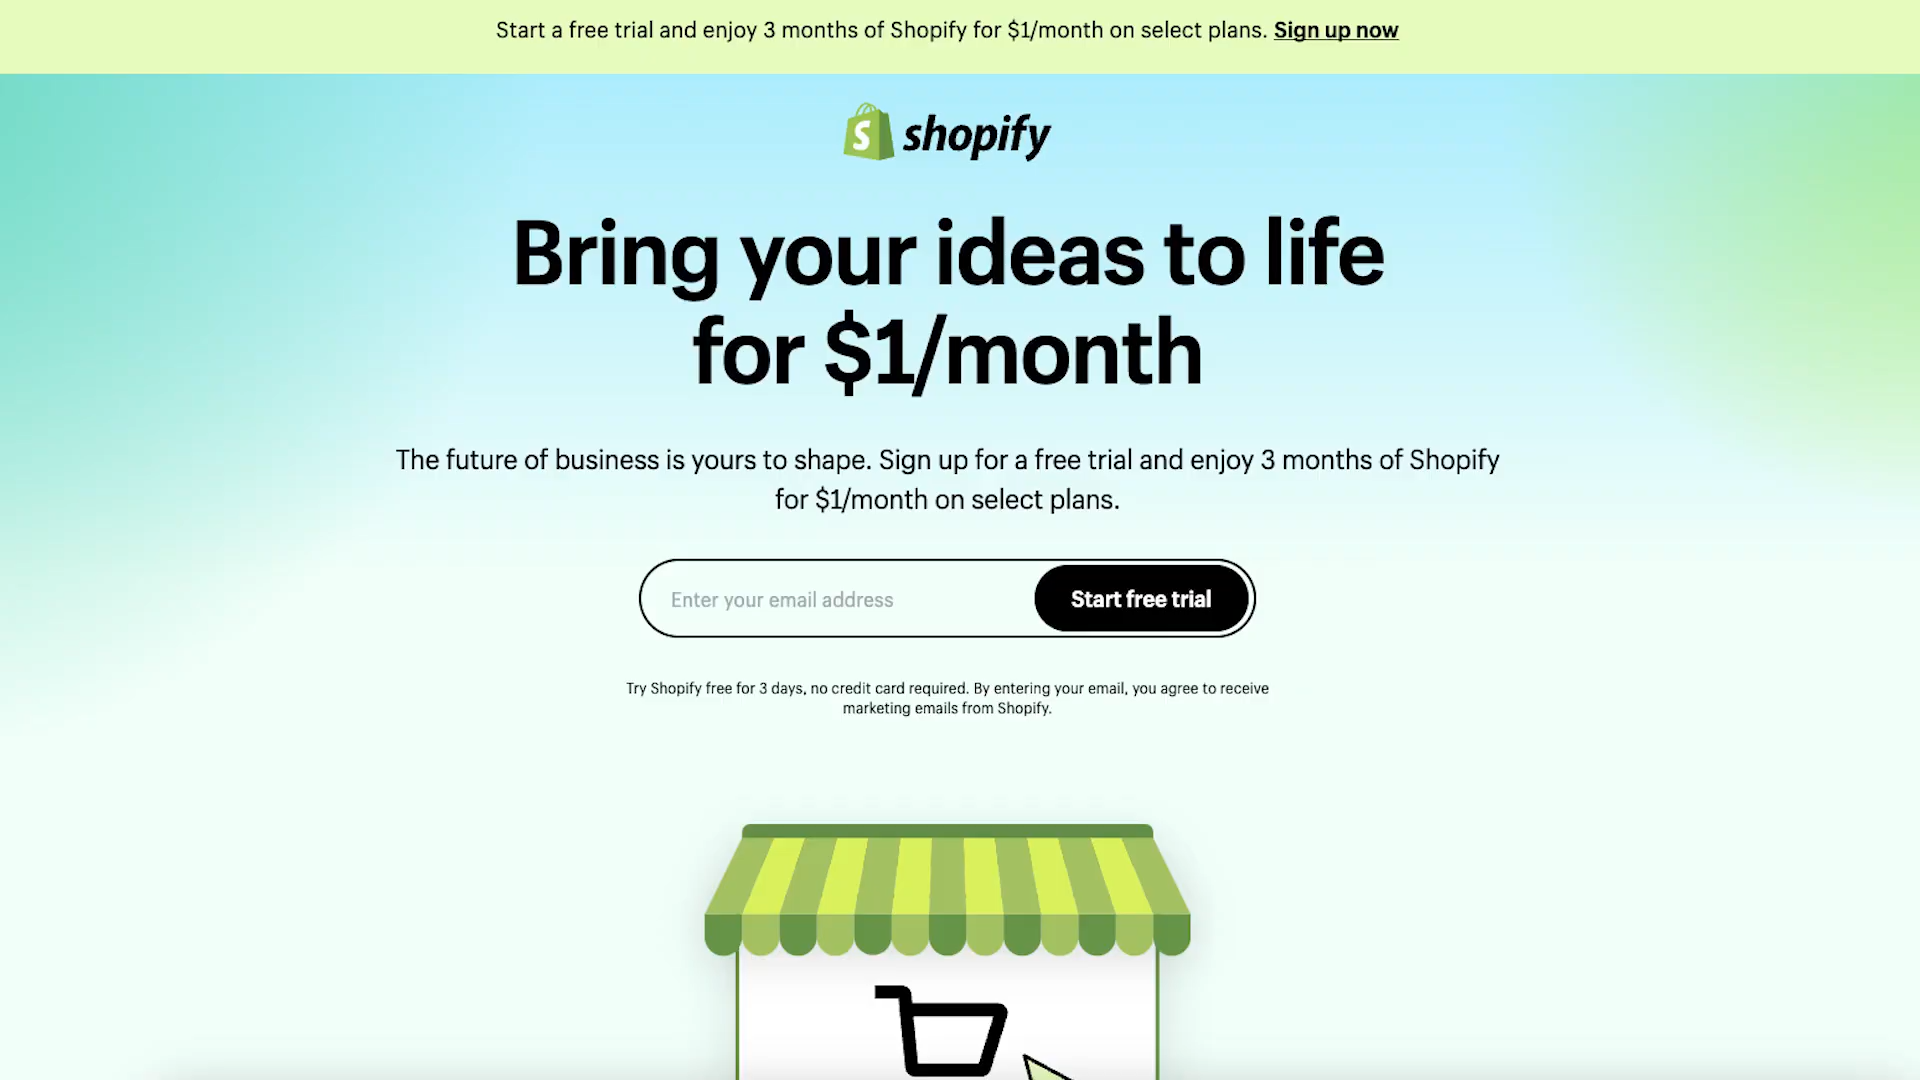 Start a free trial and enjoy 3 months of Shopify for $1/month on select plans. Sign up now
S shopify
Bring your ideas to life
for $1/month
The future of business is yours to shape. Sign up for a free trial and enjoy 3 months of Shopify
for $1/month on select plans.
Enter your email address Start free trial
Try Shopify free for 3 days, no credit card required. By entering your email, you agree to receive
marketing emails from Shopify.